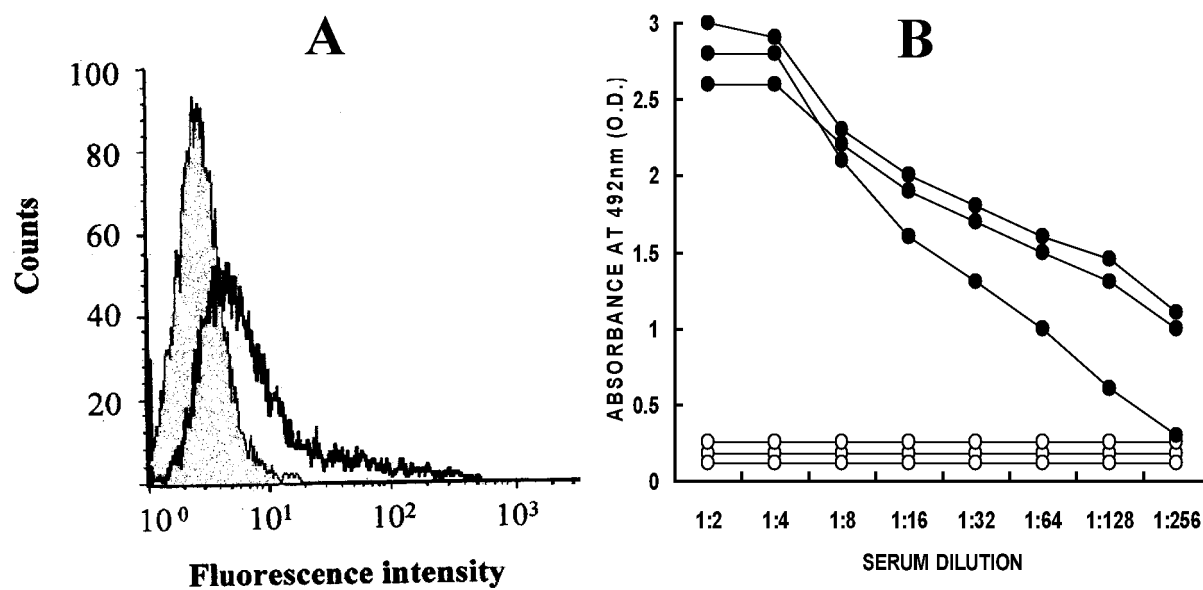 A
100
80
60
40
20
Counts
10⁰ 10¹ 10² 10³
Fluorescence intensity
B
3
2.5
2
1.5
1
0.5
0
ABSORBANCE AT 492nm (O.D.)
1:2 1:4 1:8 1:16 1:32 1:64 1:128 1:256
SERUM DILUTION